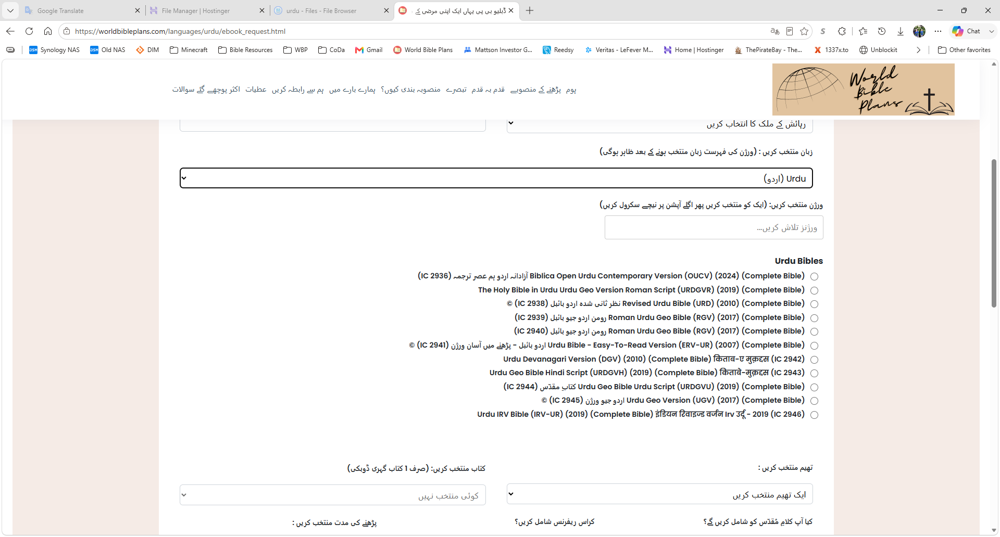 Google Translate
File Manager | Hostinger
urdu - Files - File Browser
ڈبلیو بی پی یہاں ایک اپنی مرضی کے
https://worldbibleplans.com/languages/urdu/ebook_request.html
Chat
Synology NAS
Old NAS
DIM
Minecraft
Bible Resources
WBP
CoDa
Gmail
World Bible Plans
Mattson Investor G...
Reedsy
Veritas - LeFever M...
Home | Hostinger
ThePirateBay - The...
1337x.to
Unblockit
Other favorites
ہوم پڑھنے کے منصوبے قدم بہ قدم تبصرے منصوبہ بندی کیوں؟ ہمارے بارے میں ہم سے رابطہ کریں عطیات اکثر پوچھے گئے سوالات
World
Bible
Plans
رہائش کے ملک کا انتخاب کریں
زبان منتخب کریں : (ورژن کی فہرست زبان منتخب ہونے کے بعد ظاہر ہوگی)
Urdu (اردو)
ورژن منتخب کریں: (ایک کو منتخب کریں پھر اگلے آپشن پر نیچے سکرول کریں)
ورژنز تلاش کریں...
Urdu Bibles
Biblica Open Urdu Contemporary Version (OUCV) (2024) (Complete Bible) آزادانہ اردو ہم عصر ترجمہ (IC 2936)
The Holy Bible in Urdu Urdu Geo Version Roman Script (URDGVR) (2019) (Complete Bible)
Revised Urdu Bible (URD) (2010) (Complete Bible) نظر ثانی شدہ اردو بائبل (IC 2938) ©
Roman Urdu Geo Bible (RGV) (2017) (Complete Bible) رومن اردو جیو بائبل (IC 2939)
Roman Urdu Geo Bible (RGV) (2017) (Complete Bible) رومن اردو جیو بائبل (IC 2940)
Urdu Bible - Easy-To-Read Version (ERV-UR) (2007) (Complete Bible) اردو بائبل - پڑھنے میں آسان ورژن (IC 2941) ©
Urdu Devanagari Version (DGV) (2010) (Complete Bible) किताब-ए मुक़द्दस (IC 2942)
Urdu Geo Bible Hindi Script (URDGVH) (2019) (Complete Bible) किताबे-मुक़द्दस (IC 2943)
Urdu Geo Bible Urdu Script (URDGVU) (2019) (Complete Bible) کتابِ مقدّس (IC 2944)
Urdu Geo Version (UGV) (2017) (Complete Bible) اردو جیو ورژن (IC 2945) ©
Urdu IRV Bible (IRV-UR) (2019) (Complete Bible) इंडियन रिवाइज्ड वर्जन Irv उर्दू - 2019 (IC 2946)
تھیم منتخب کریں :
کتاب منتخب کریں: (صرف 1 کتاب گہری ڈوبکی)
ایک تھیم منتخب کریں
کوئی منتخب نہیں
کیا آپ کلامِ مُقدّس کو شامل کریں گے؟
کراس ریفرنس شامل کریں؟
پڑھنے کی مدت منتخب کریں :